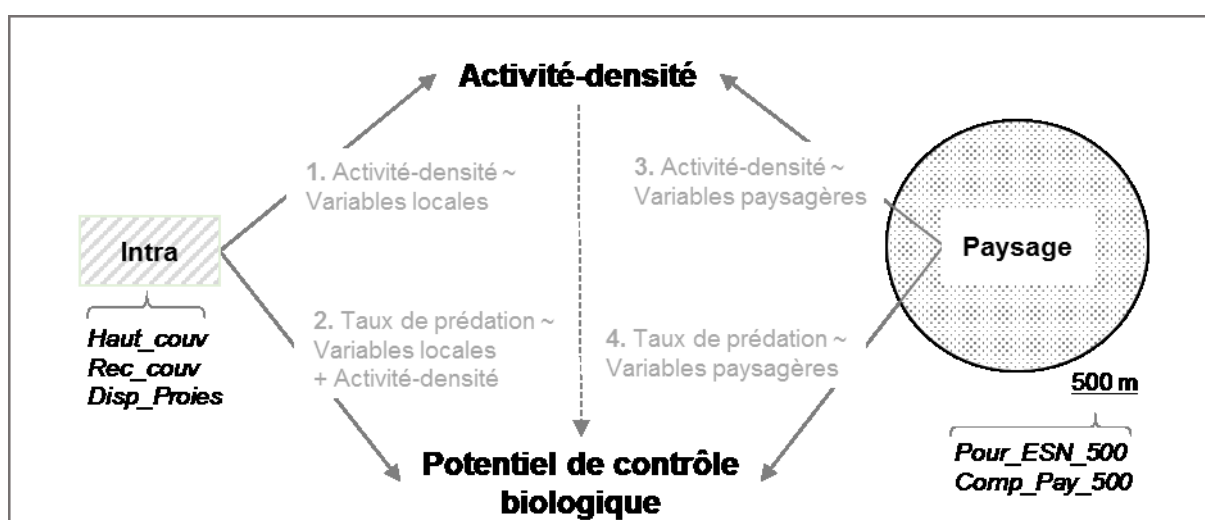 Activité-densité
1. Activité-densité ~
Variables locales
3. Activité-densité ~
Variables paysagères
Intra
Paysage
Haut_couv
Rec_couv
Disp_Proies
2. Taux de prédation ~
Variables locales
+ Activité-densité
4. Taux de prédation ~
Variables paysagères
500 m
Pour_ESN_500
Comp_Pay_500
Potentiel de contrôle
biologique